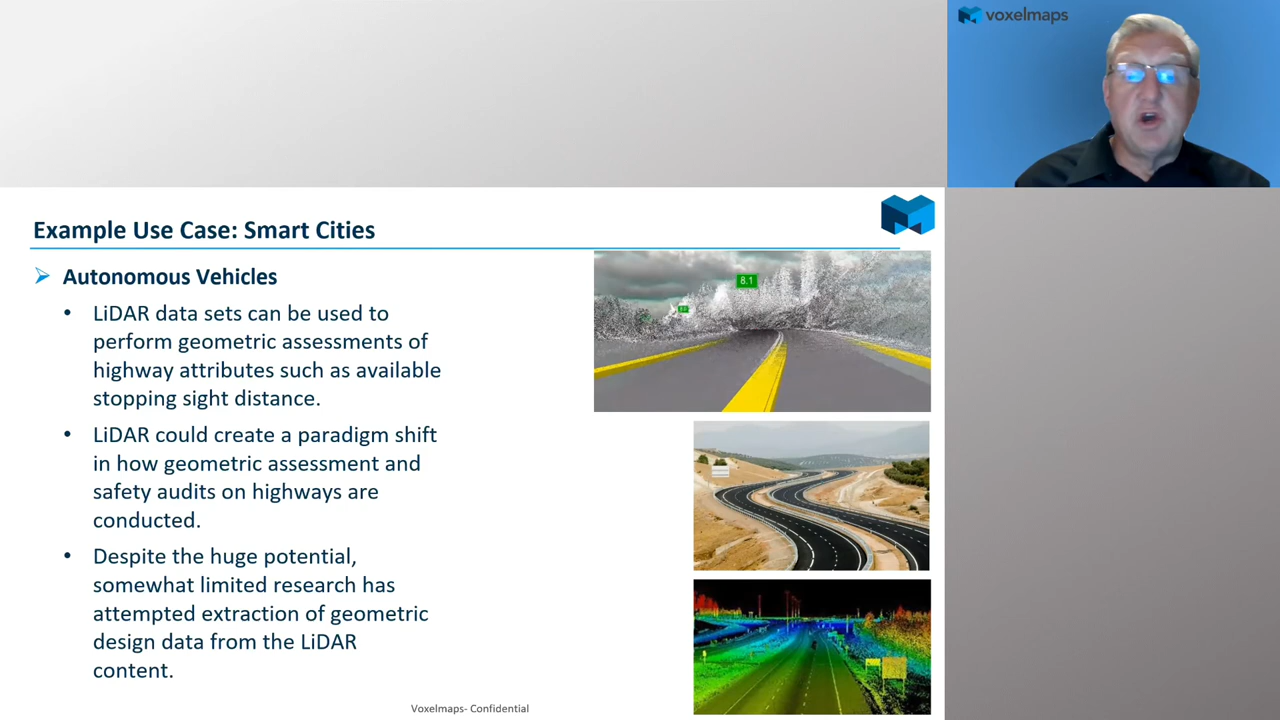 voxelmaps
Example Use Case: Smart Cities
Autonomous Vehicles
LiDAR data sets can be used to
perform geometric assessments of
highway attributes such as available
stopping sight distance.
LiDAR could create a paradigm shift
in how geometric assessment and
safety audits on highways are
conducted.
Despite the huge potential,
somewhat limited research has
attempted extraction of geometric
design data from the LiDAR
content.
8.1
Voxelmaps- Confidential